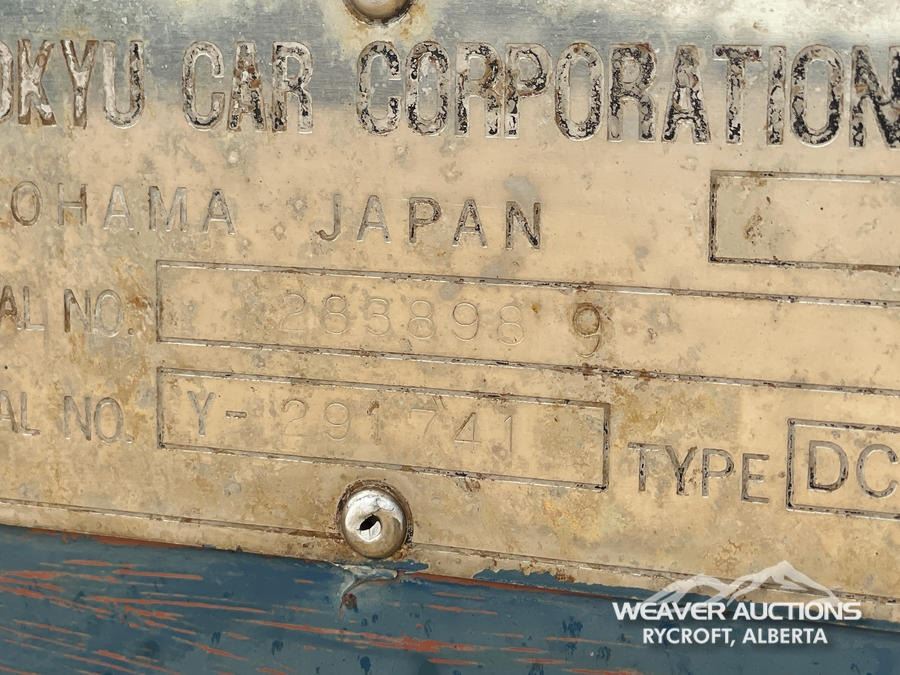 OKYU CAR CORPORATION
OHAMA JAPAN
AL NO. 283898 9
AL NO. Y-291741
TYPE DC
WEAVER AUCTIONS
RYCROFT, ALBERTA